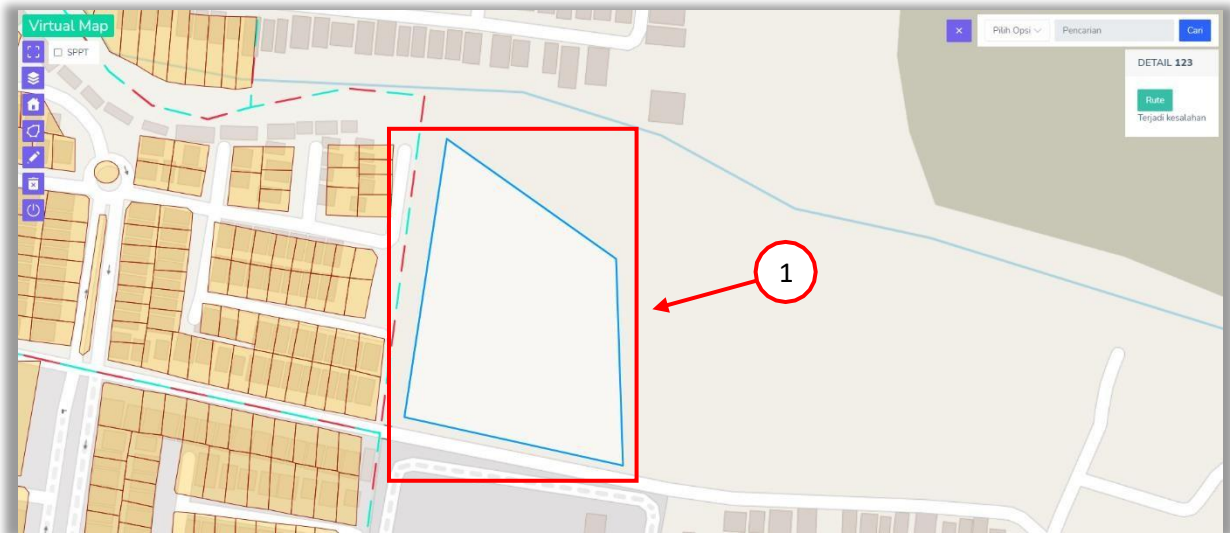 Virtual Map
SPPT
Pilih Opsi
Pencarian
Cari
DETAIL 123
Rute
Terjadi kesalahan
1